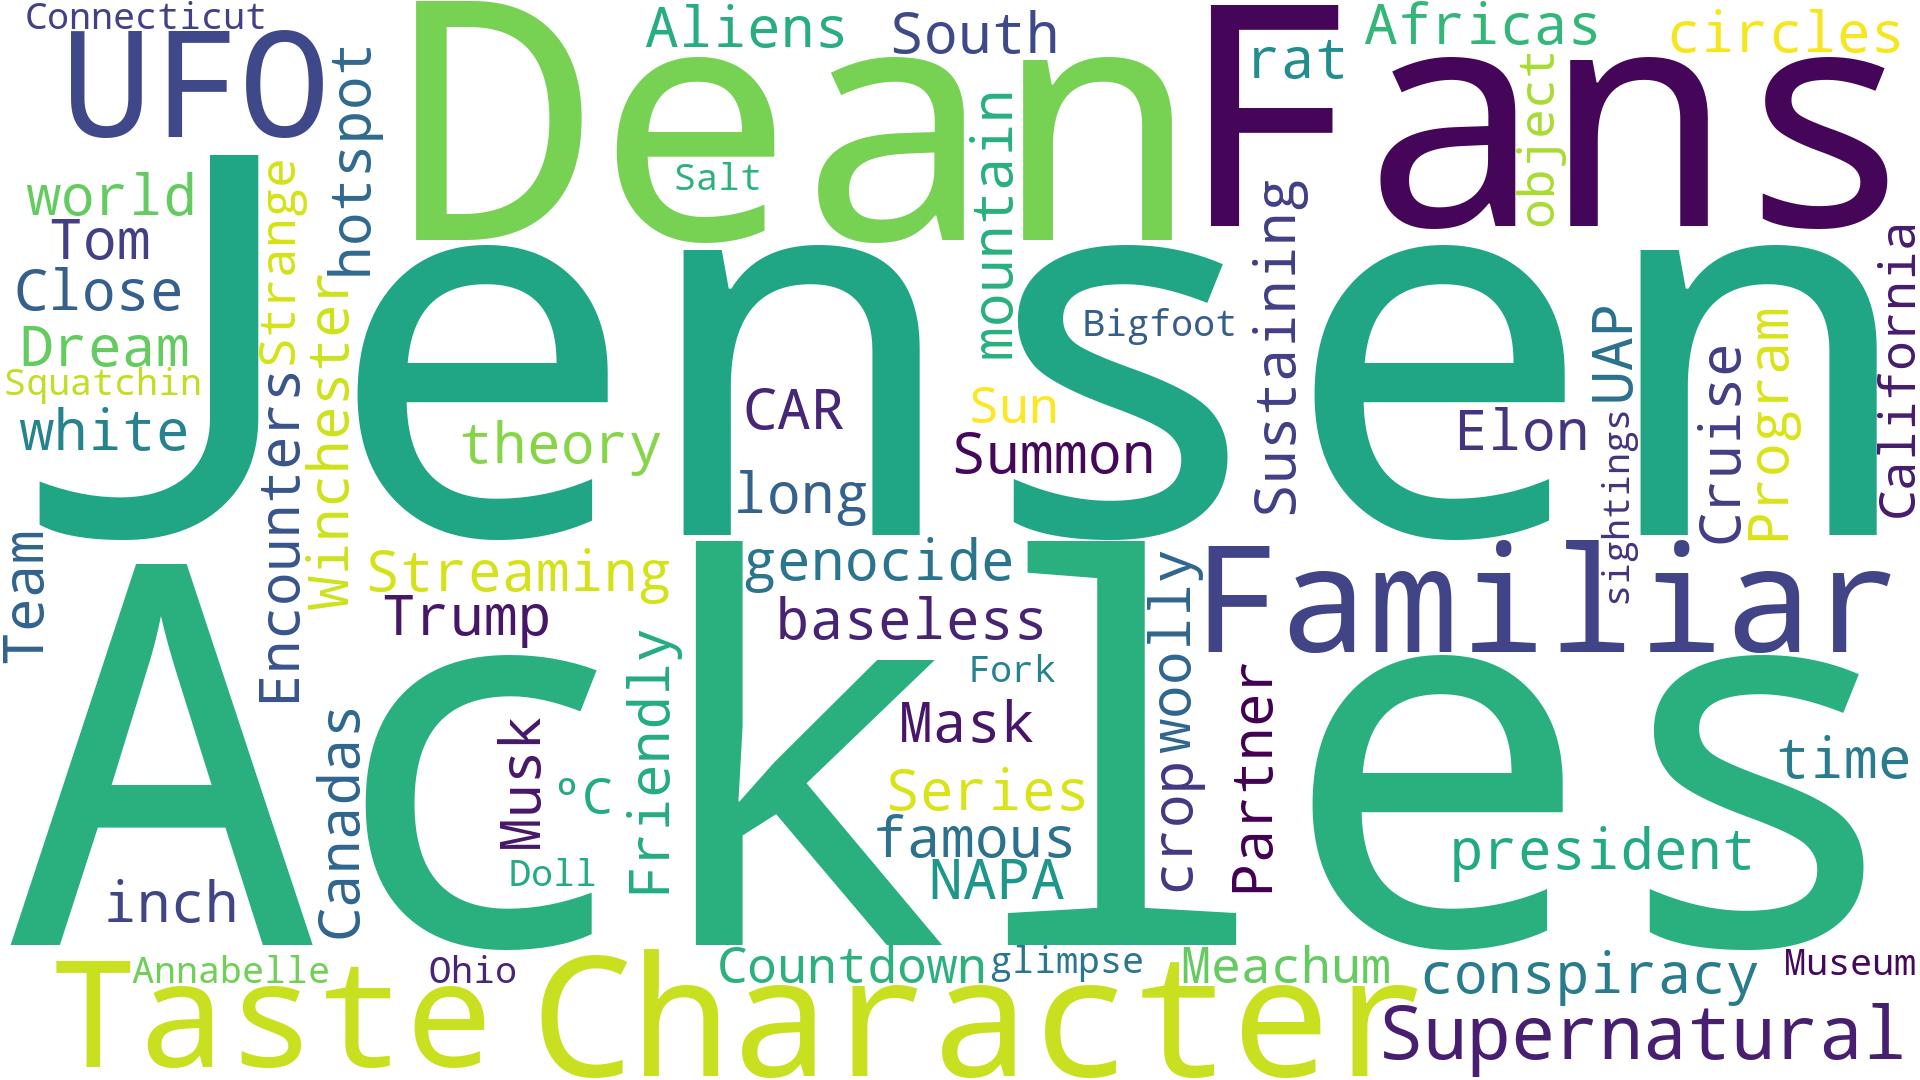 Connecticut
UFO
hotspot
Dean
Aliens
South
Fans
rat
Africas
circles
object
world
Tom
Close
Dream
Squatchin
white
Strange
Encounters
Winchester
Salt
mountain
Jensen
theory
CAR
long
Bigfoot
Sun
Summon
Sustaining
Elon
UAP
sightings
Cruise
Program
California
Team
Streaming
Trump
genocide
baseless
Familiar
Ackles
Canadas
Musk
ºC
Doll
Friendly
Fork
Mask
Series
famous
NAPA
woolly
crop
Partner
time
president
inch
Taste
Annabelle
Ohio
Character
Countdown
glimpse
Meachum
conspiracy
Museum
Supernatural